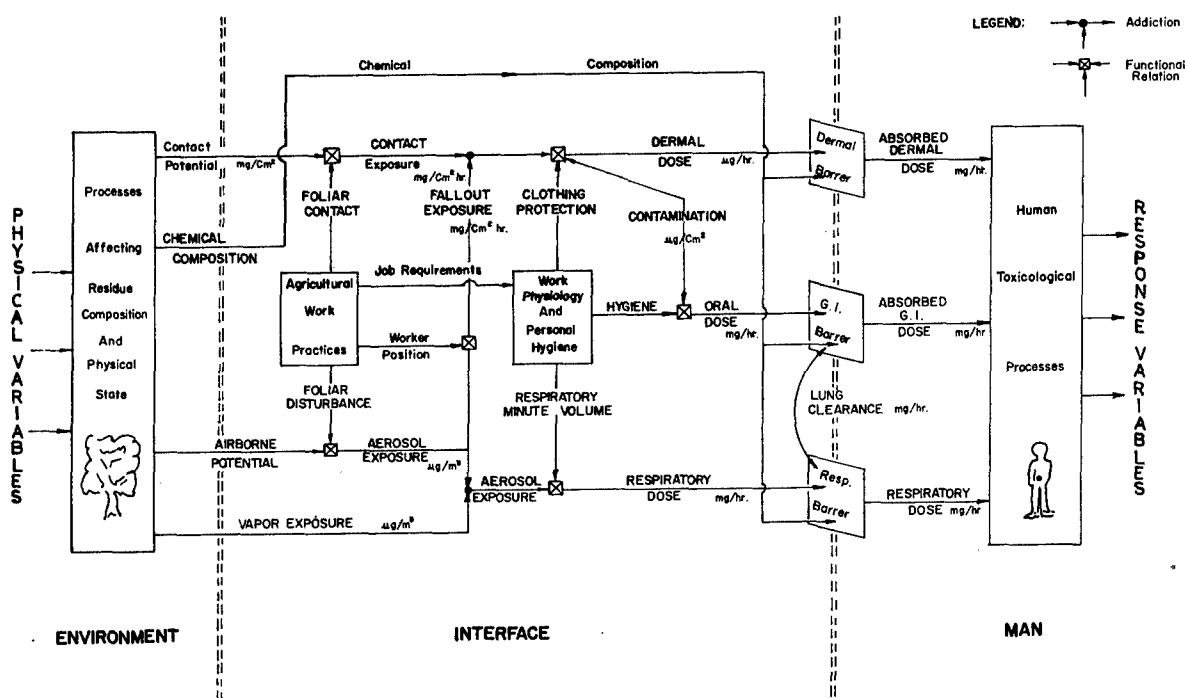 LEGEND:
Addiction
Functional
Relation
Chemical
Composition
PHYSICAL VARIABLES
Processes
Affecting
Residue
Composition
And
Physical
State
Contact
Potential
mg/Cm²
CHEMICAL
COMPOSITION
AIRBORNE
POTENTIAL
VAPOR EXPOSURE
µg/m³
CONTACT
Exposure
mg/Cm² hr.
FOLIAR
CONTACT
FALLOUT
EXPOSURE
mg/Cm² hr.
CLOTHING
PROTECTION
Agricultural
Work
Practices
Job Requirements
Worker
Position
FOLIAR
DISTURBANCE
AEROSOL
EXPOSURE
µg/m³
Work
Physiology
And
Personal
Hygiene
RESPIRATORY
MINUTE VOLUME
AEROSOL
EXPOSURE
DERMAL
DOSE
µg/hr.
CONTAMINATION
µg/Cm²
HYGIENE
ORAL
DOSE
mg/hr.
RESPIRATORY
DOSE
mg/hr.
Dermal
Barrer
G.I.
Barrer
LUNG
CLEARANCE mg/hr.
Resp.
Barrer
ABSORBED
DERMAL
DOSE
mg/hr.
ABSORBED
G.I.
DOSE
mg/hr
RESPIRATORY
DOSE mg/hr
Human
Toxicological
Processes
RESPONSE VARIABLES
ENVIRONMENT
INTERFACE
MAN